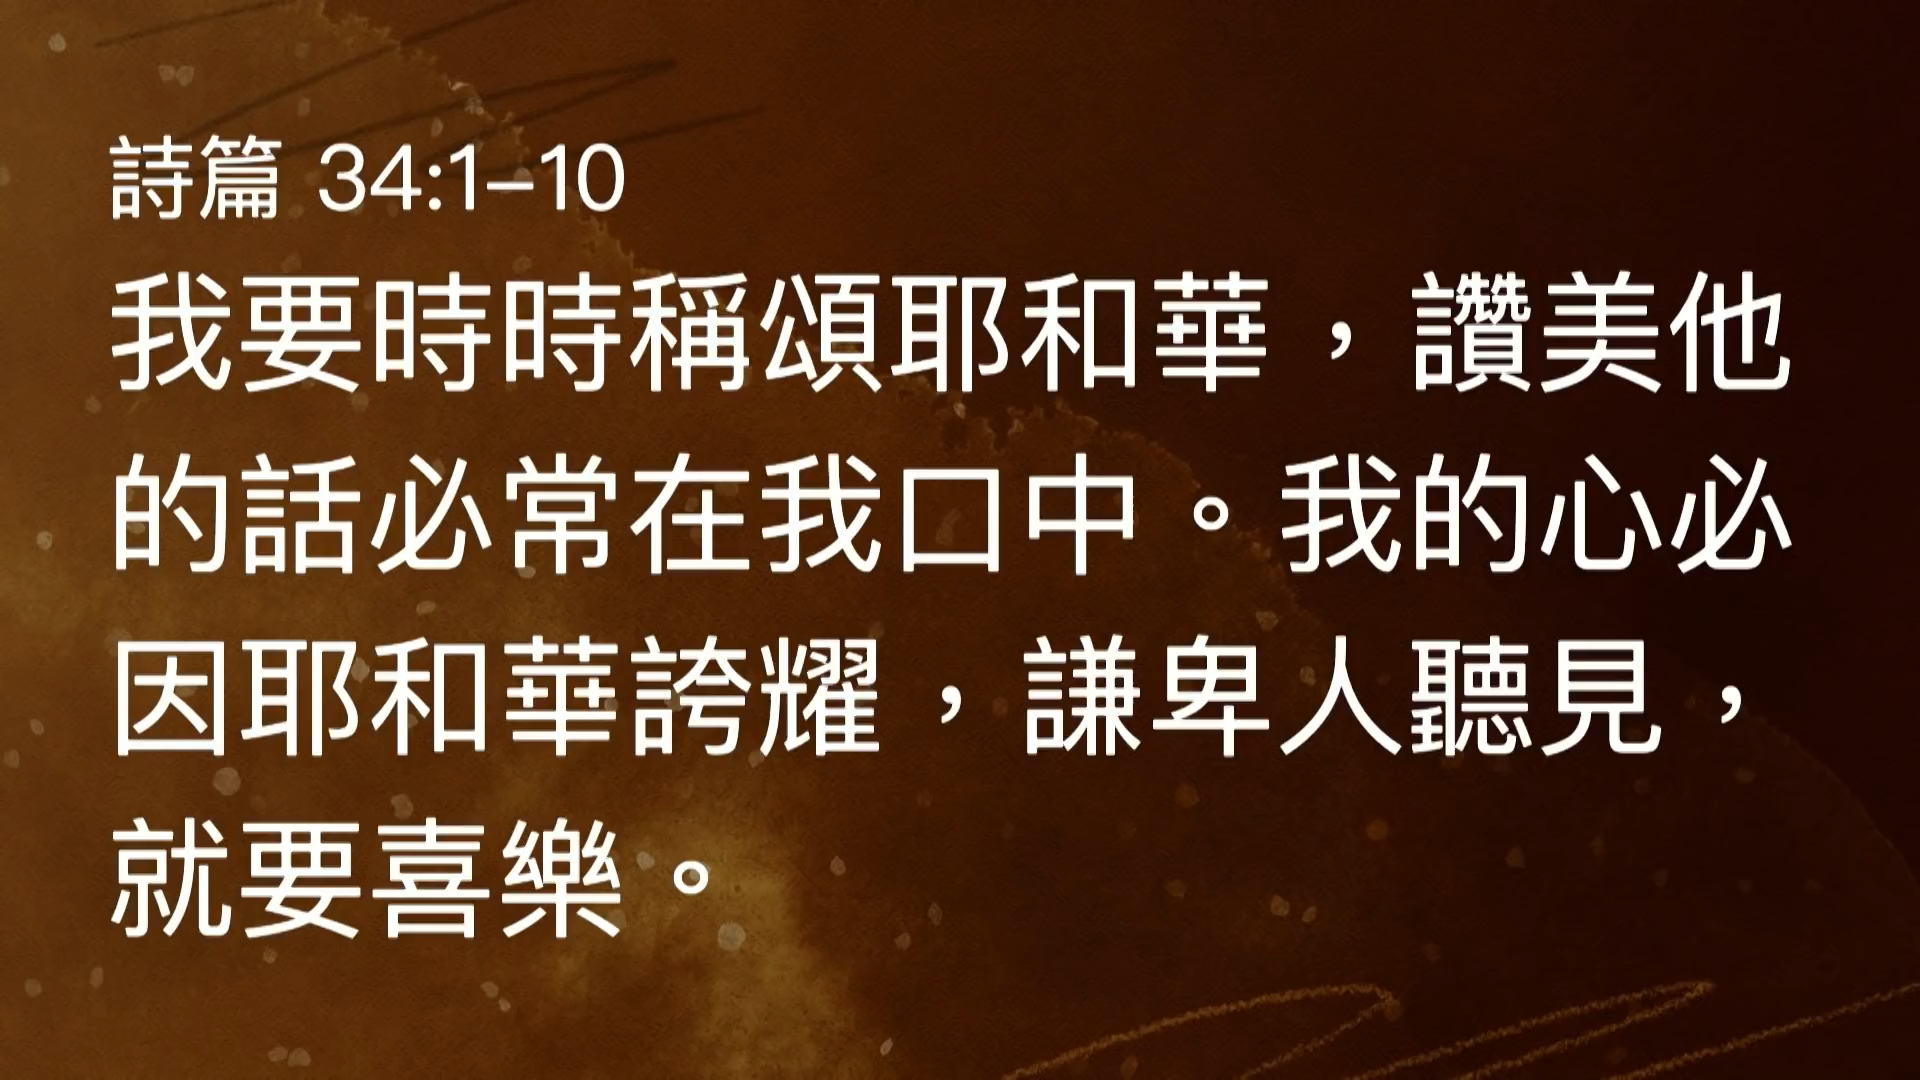 詩篇 34:1–10
我要時時稱頌耶和華，讚美他
的話必常在我口中。我的心必
因耶和華誇耀，謙卑人聽見，
就要喜樂。